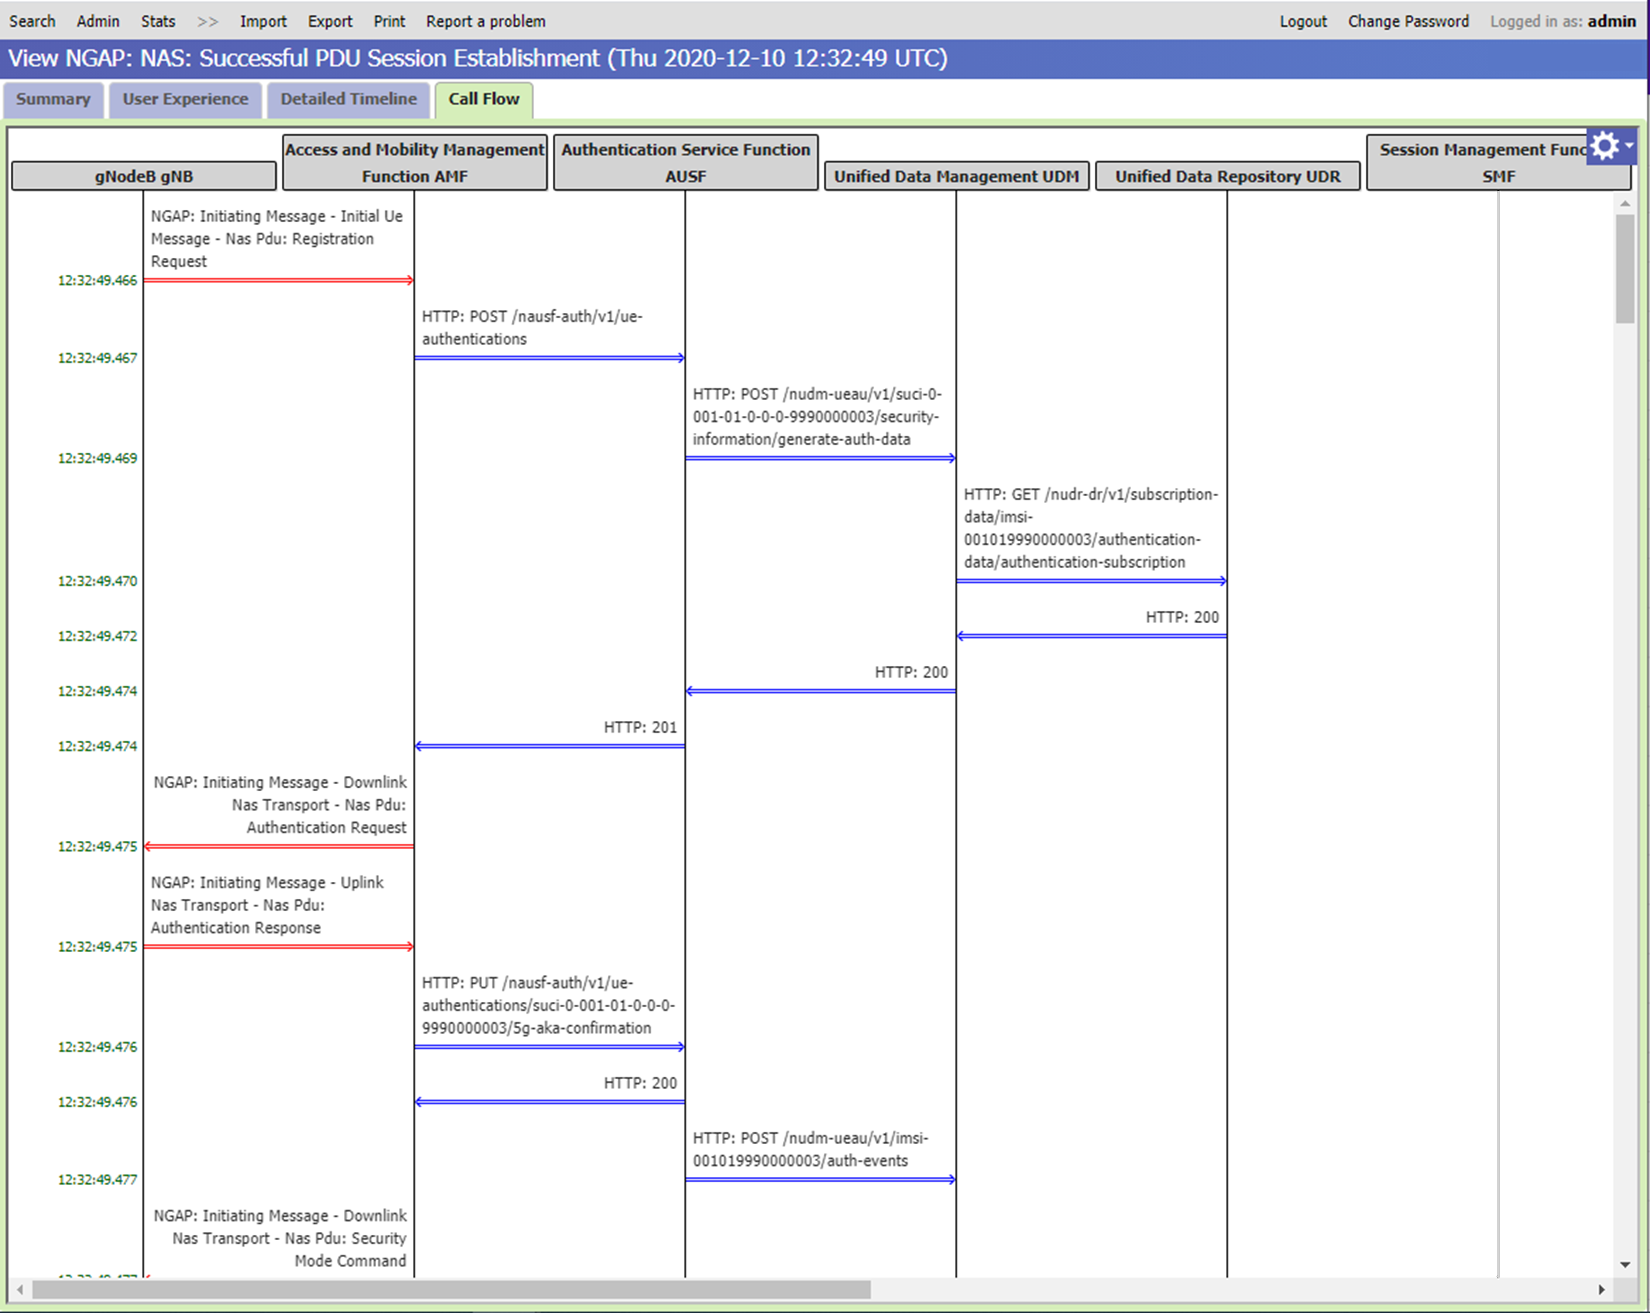 Search Admin Stats >> Import Export Print Report a problem Logout Change Password Logged in as: admin
View NGAP: NAS: Successful PDU Session Establishment (Thu 2020-12-10 12:32:49 UTC)
Summary User Experience Detailed Timeline Call Flow
gNodeB gNB
Access and Mobility Management
Function AMF
Authentication Service Function
AUSF
Unified Data Management UDM
Unified Data Repository UDR
Session Management Func
SMF
NGAP: Initiating Message - Initial Ue
Message - Nas Pdu: Registration
Request
12:32:49.466
HTTP: POST /nausf-auth/v1/ue-
authentications
12:32:49.467
HTTP: POST /nudm-ueau/v1/suci-0-
001-01-0-0-0-9990000003/security-
information/generate-auth-data
12:32:49.469
HTTP: GET /nudr-dr/v1/subscription-
data/imsi-
001019990000003/authentication-
data/authentication-subscription
12:32:49.470
HTTP: 200
12:32:49.472
HTTP: 200
12:32:49.474
HTTP: 201
12:32:49.474
NGAP: Initiating Message - Downlink
Nas Transport - Nas Pdu:
Authentication Request
12:32:49.475
NGAP: Initiating Message - Uplink
Nas Transport - Nas Pdu:
Authentication Response
12:32:49.475
HTTP: PUT /nausf-auth/v1/ue-
authentications/suci-0-001-01-0-0-0-
9990000003/5g-aka-confirmation
12:32:49.476
HTTP: 200
12:32:49.476
HTTP: POST /nudm-ueau/v1/imsi-
001019990000003/auth-events
12:32:49.477
NGAP: Initiating Message - Downlink
Nas Transport - Nas Pdu: Security
Mode Command